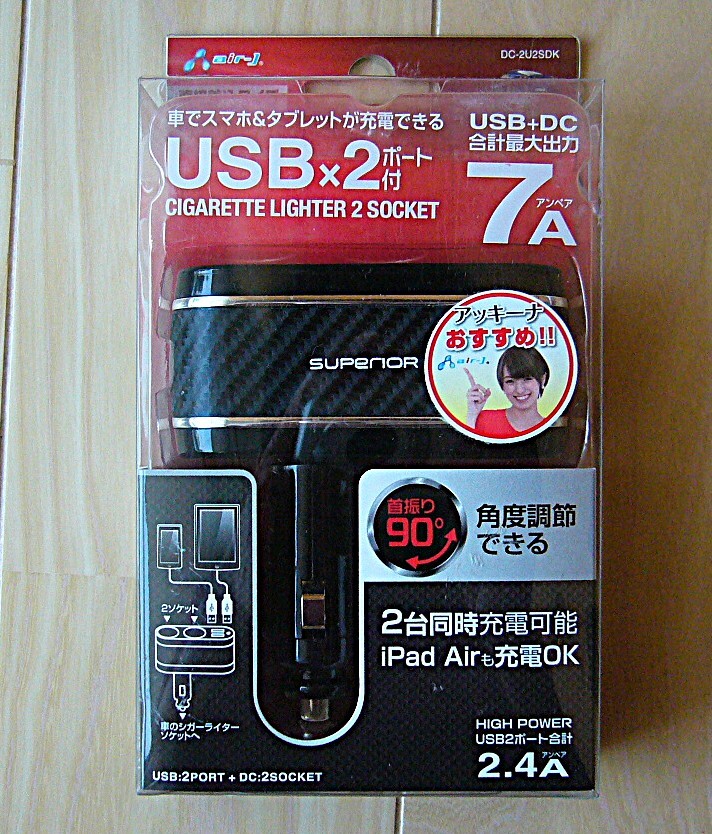 air-J®
DC-2U2SDK
車でスマホ&タブレットが充電できる
USB×2ポート付
CIGARETTE LIGHTER 2 SOCKET
USB+DC
合計最大出力
7アンペアA
SUPERIOR
アッキーナ
おすすめ!!
air-J®
首振り
90°
角度調節
できる
2ソケット
2台同時充電可能
iPad Airも充電OK
車のシガーライター
ソケットへ
HIGH POWER
USB2ポート合計
2.4アンペアA
USB:2PORT + DC:2SOCKET